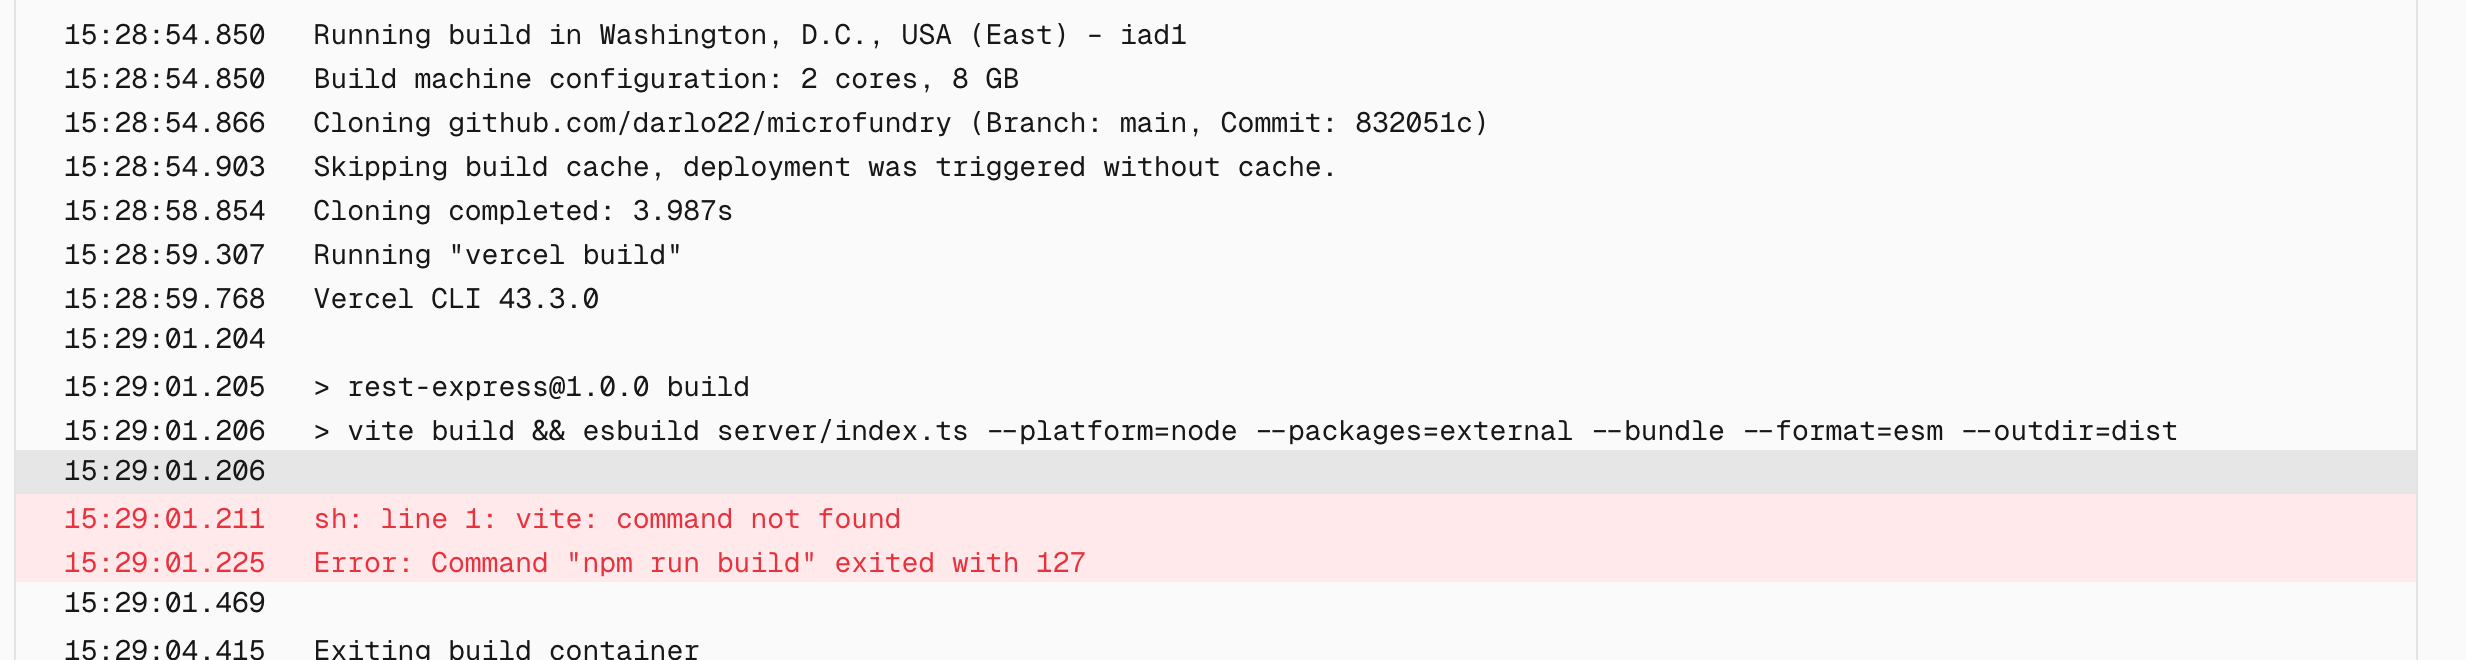 15:28:54.850 Running build in Washington, D.C., USA (East) – iad1
15:28:54.850 Build machine configuration: 2 cores, 8 GB
15:28:54.866 Cloning github.com/darlo22/microfundry (Branch: main, Commit: 832051c)
15:28:54.903 Skipping build cache, deployment was triggered without cache.
15:28:58.854 Cloning completed: 3.987s
15:28:59.307 Running "vercel build"
15:28:59.768 Vercel CLI 43.3.0
15:29:01.204
15:29:01.205 > rest-express@1.0.0 build
15:29:01.206 > vite build && esbuild server/index.ts --platform=node --packages=external --bundle --format=esm --outdir=dist
15:29:01.206
15:29:01.211 sh: line 1: vite: command not found
15:29:01.225 Error: Command "npm run build" exited with 127
15:29:01.469
15:29:04.415 Exiting build container